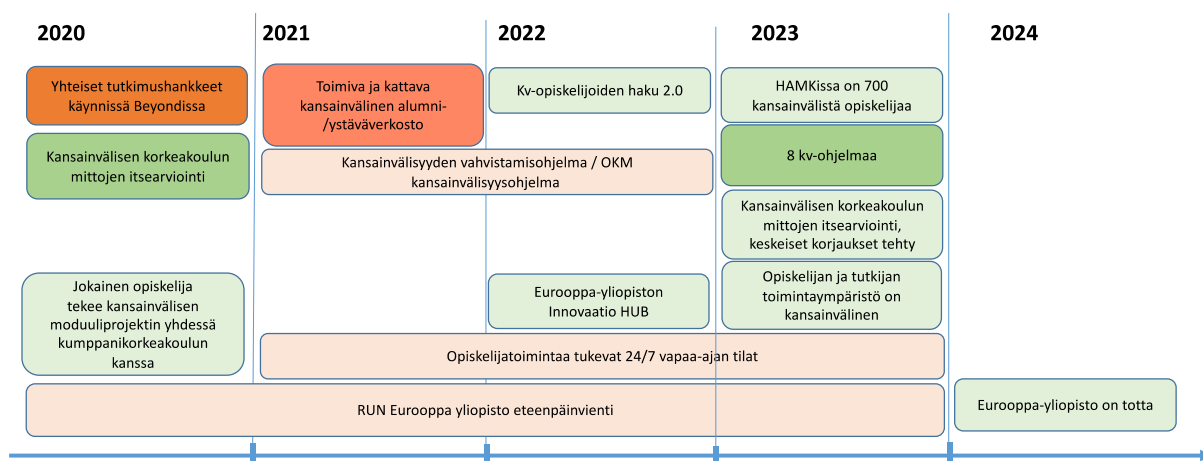 2020
2021
2022
2023
2024
Yhteiset tutkimushankkeet
käynnissä Beyondissa
Toimiva ja kattava
kansainvälinen alumni-
/ystäväverkosto
Kv-opiskelijoiden haku 2.0
HAMKissa on 700
kansainvälistä opiskelijaa
Kansainvälisen korkeakoulun
mittojen itsearviointi
Kansainvälisyyden vahvistamisohjelma / OKM
kansainvälisyysohjelma
8 kv-ohjelmaa
Kansainvälisen korkeakoulun
mittojen itsearviointi,
keskeiset korjaukset tehty
Jokainen opiskelija
tekee kansainvälisen
moduuliprojektin yhdessä
kumppanikorkeakoulun
kanssa
Eurooppa-yliopiston
Innovaatio HUB
Opiskelijan ja tutkijan
toimintaympäristö on
kansainvälinen
Opiskelijatoimintaa tukevat 24/7 vapaa-ajan tilat
RUN Eurooppa yliopisto eteenpäinvienti
Eurooppa-yliopisto on totta